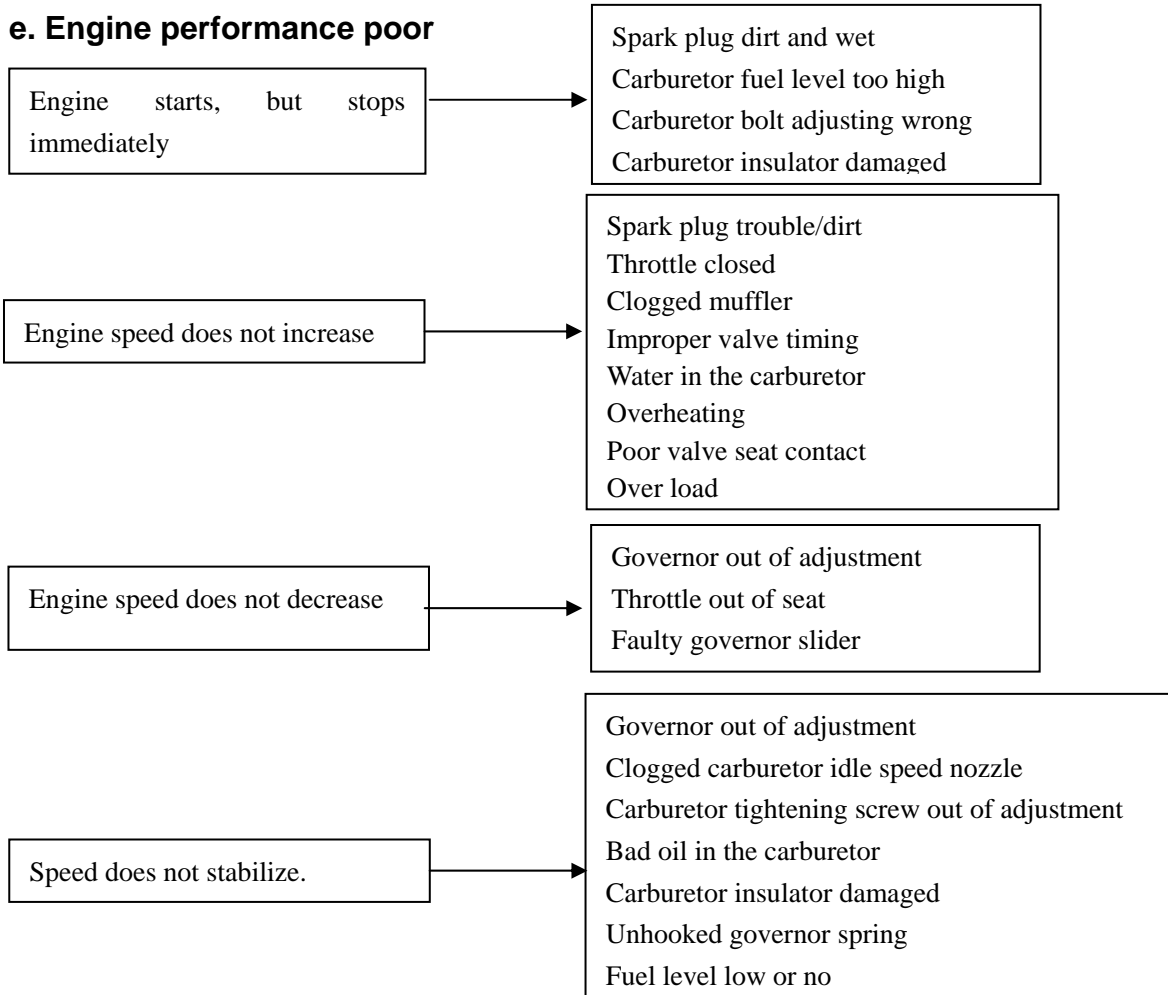 e. Engine performance poor
Engine starts, but stops
immediately
Spark plug dirt and wet
Carburetor fuel level too high
Carburetor bolt adjusting wrong
Carburetor insulator damaged
Engine speed does not increase
Spark plug trouble/dirt
Throttle closed
Clogged muffler
Improper valve timing
Water in the carburetor
Overheating
Poor valve seat contact
Over load
Engine speed does not decrease
Governor out of adjustment
Throttle out of seat
Faulty governor slider
Speed does not stabilize.
Governor out of adjustment
Clogged carburetor idle speed nozzle
Carburetor tightening screw out of adjustment
Bad oil in the carburetor
Carburetor insulator damaged
Unhooked governor spring
Fuel level low or no